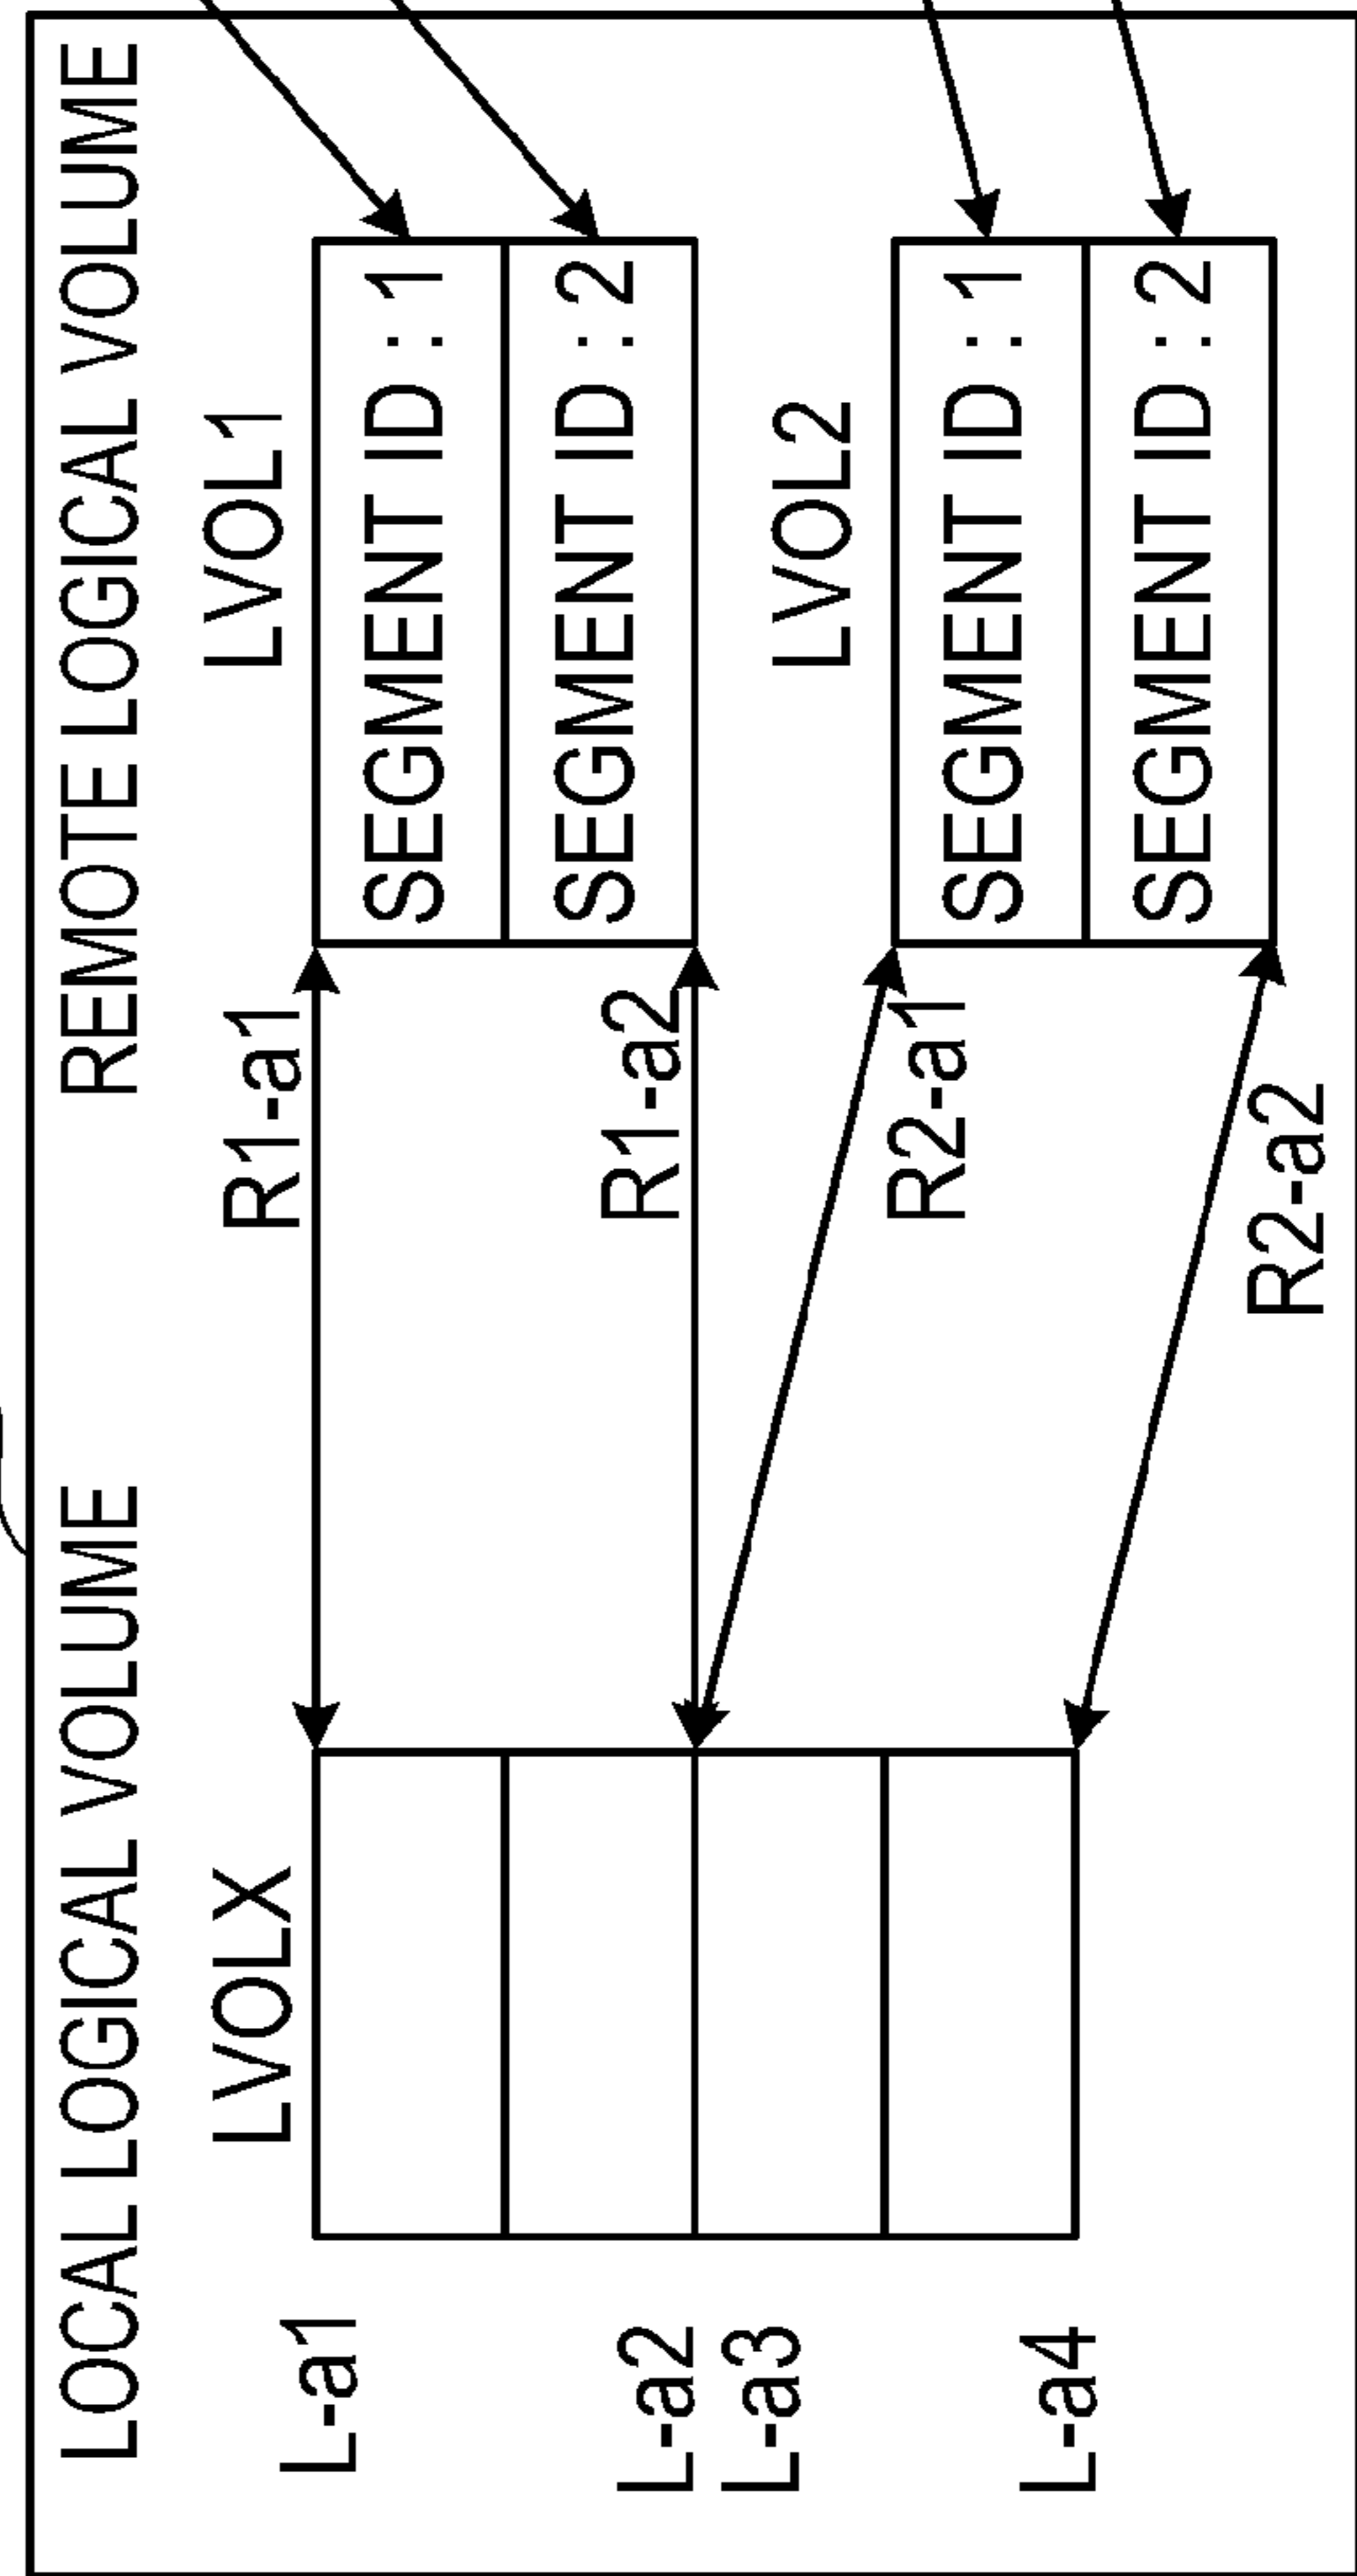 LOCAL LOGICAL VOLUME
REMOTE LOGICAL VOLUME
LVOLX
LVOL1
L-a1
R1-a1
SEGMENT ID : 1
SEGMENT ID : 2
L-a2
R1-a2
L-a3
LVOL2
R2-a1
SEGMENT ID : 1
SEGMENT ID : 2
L-a4
R2-a2